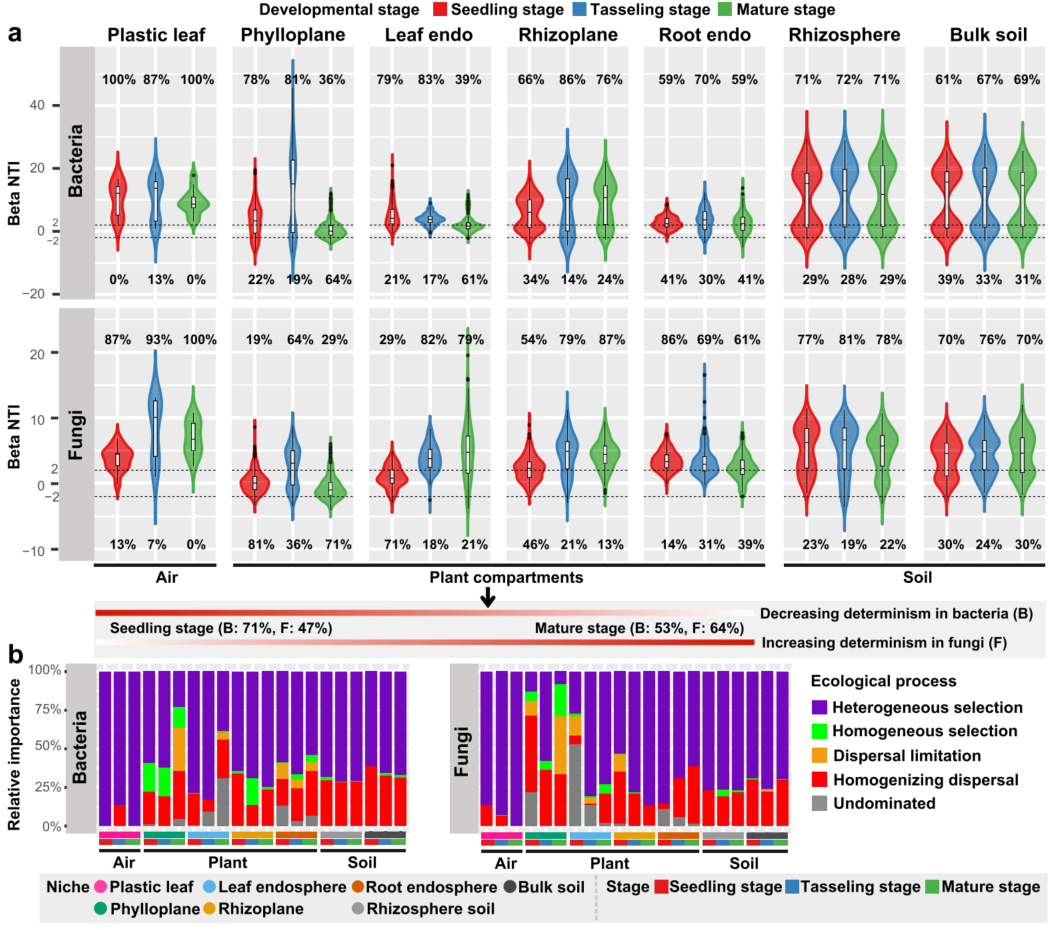 Developmental stage Seedling stage Tasseling stage Mature stage
a
Plastic leaf Phylloplane Leaf endo Rhizoplane Root endo Rhizosphere Bulk soil
Bacteria
Beta NTI
40
20
2
0
−2
−20
100% 87% 100% 78% 81% 36% 79% 83% 39% 66% 86% 76% 59% 70% 59% 71% 72% 71% 61% 67% 69%
0% 13% 0% 22% 19% 64% 21% 17% 61% 34% 14% 24% 41% 30% 41% 29% 28% 29% 39% 33% 31%
Fungi
Beta NTI
20
10
2
0
−2
−10
87% 93% 100% 19% 64% 29% 29% 82% 79% 54% 79% 87% 86% 69% 61% 77% 81% 78% 70% 76% 70%
13% 7% 0% 81% 36% 71% 71% 18% 21% 46% 21% 13% 14% 31% 39% 23% 19% 22% 30% 24% 30%
Air Plant compartments Soil
Decreasing determinism in bacteria (B)
Seedling stage (B: 71%, F: 47%) Mature stage (B: 53%, F: 64%)
Increasing determinism in fungi (F)
b
Relative importance
100%
75%
50%
25%
0%
Bacteria
Fungi
Air Plant Soil
Air Plant Soil
Ecological process
Heterogeneous selection
Homogeneous selection
Dispersal limitation
Homogenizing dispersal
Undominated
Niche Plastic leaf Leaf endosphere Root endosphere Bulk soil
Phylloplane Rhizoplane Rhizosphere soil
Stage Seedling stage Tasseling stage Mature stage